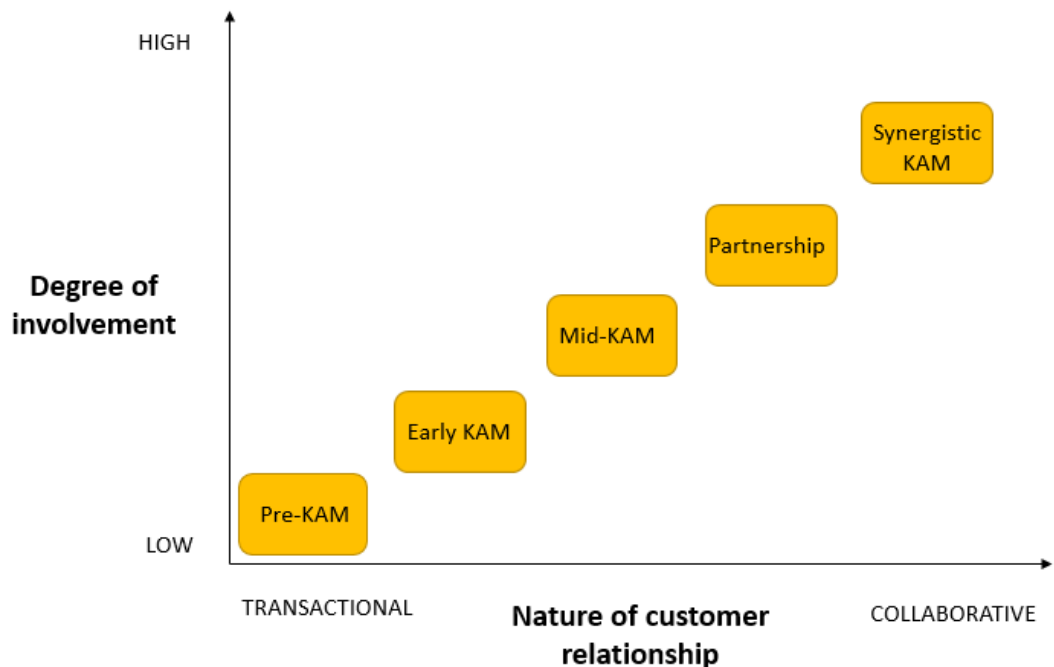 HIGH
Synergistic
KAM
Partnership
Degree of
involvement
Mid-KAM
Early KAM
Pre-KAM
LOW
TRANSACTIONAL
Nature of customer
relationship
COLLABORATIVE